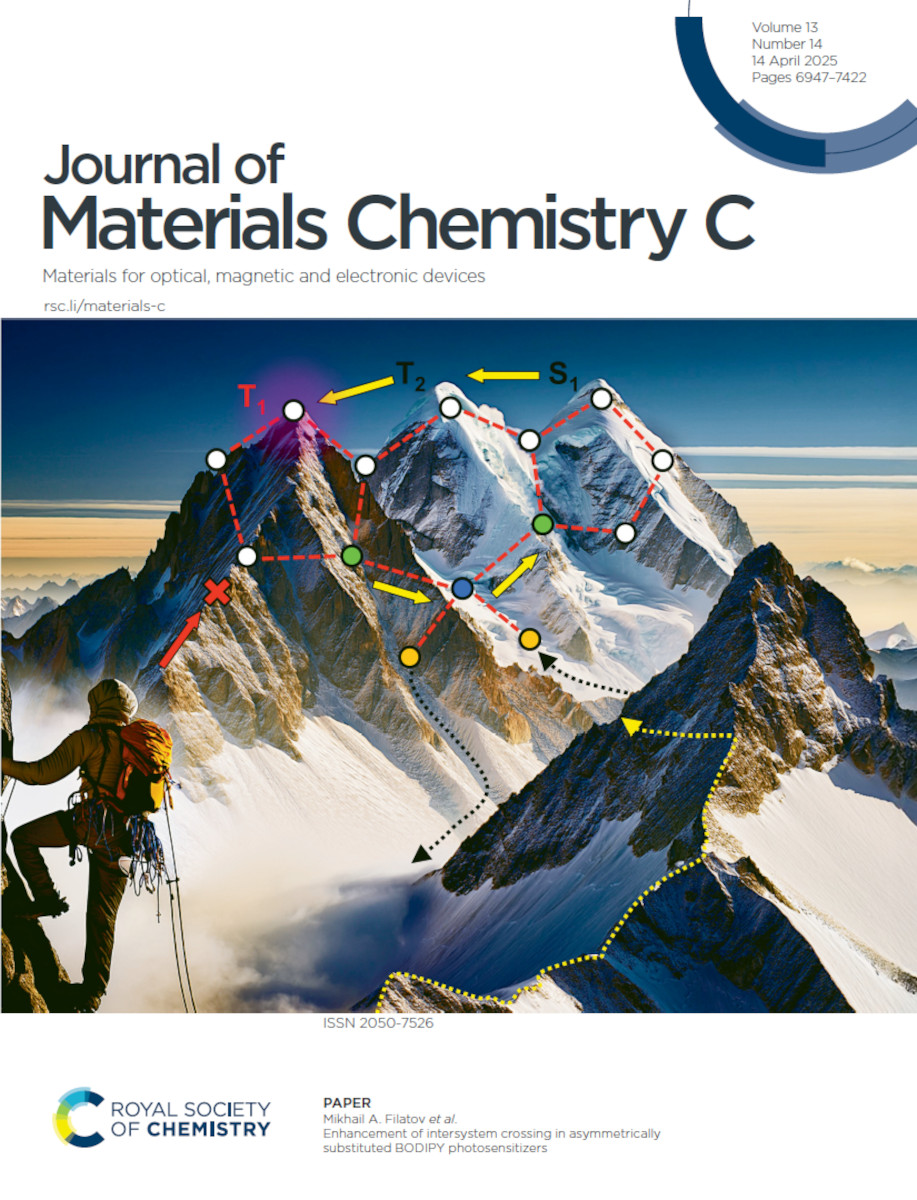 Volume 13
Number 14
14 April 2025
Pages 6947–7422
Journal of
Materials Chemistry C
Materials for optical, magnetic and electronic devices
rsc.li/materials-c
T1
T2
S1
ISSN 2050-7526
ROYAL SOCIETY
OF CHEMISTRY
PAPER
Mikhail A. Filatov et al.
Enhancement of intersystem crossing in asymmetrically
substituted BODIPY photosensitizers